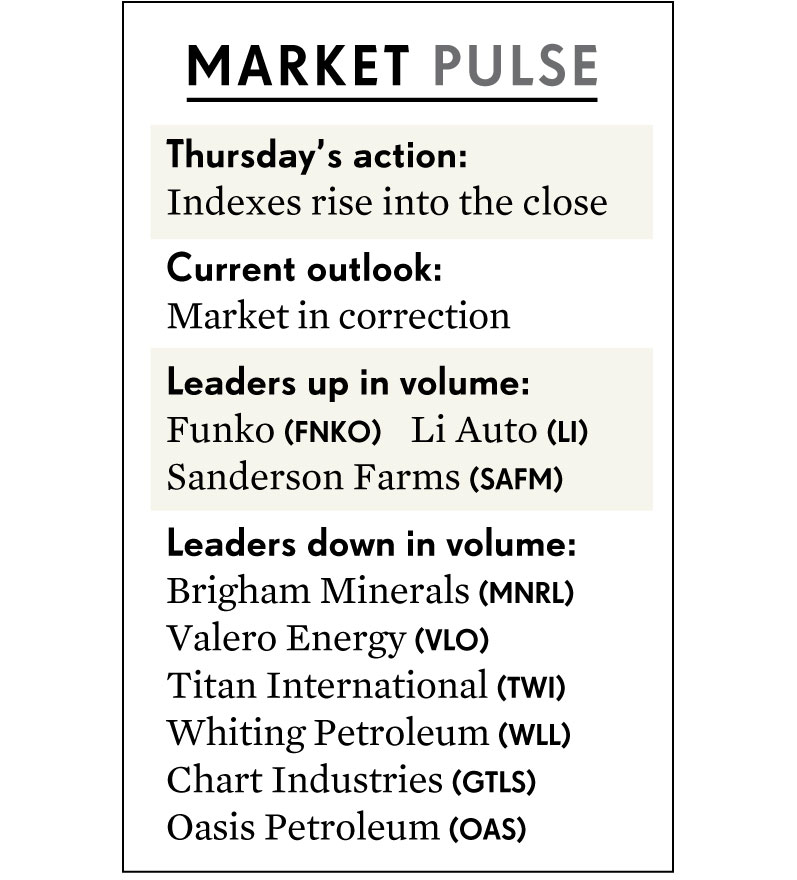 MARKET PULSE
Thursday’s action:
Indexes rise into the close
Current outlook:
Market in correction
Leaders up in volume:
Funko (FNKO) Li Auto (LI)
Sanderson Farms (SAFM)
Leaders down in volume:
Brigham Minerals (MNRL)
Valero Energy (VLO)
Titan International (TWI)
Whiting Petroleum (WLL)
Chart Industries (GTLS)
Oasis Petroleum (OAS)